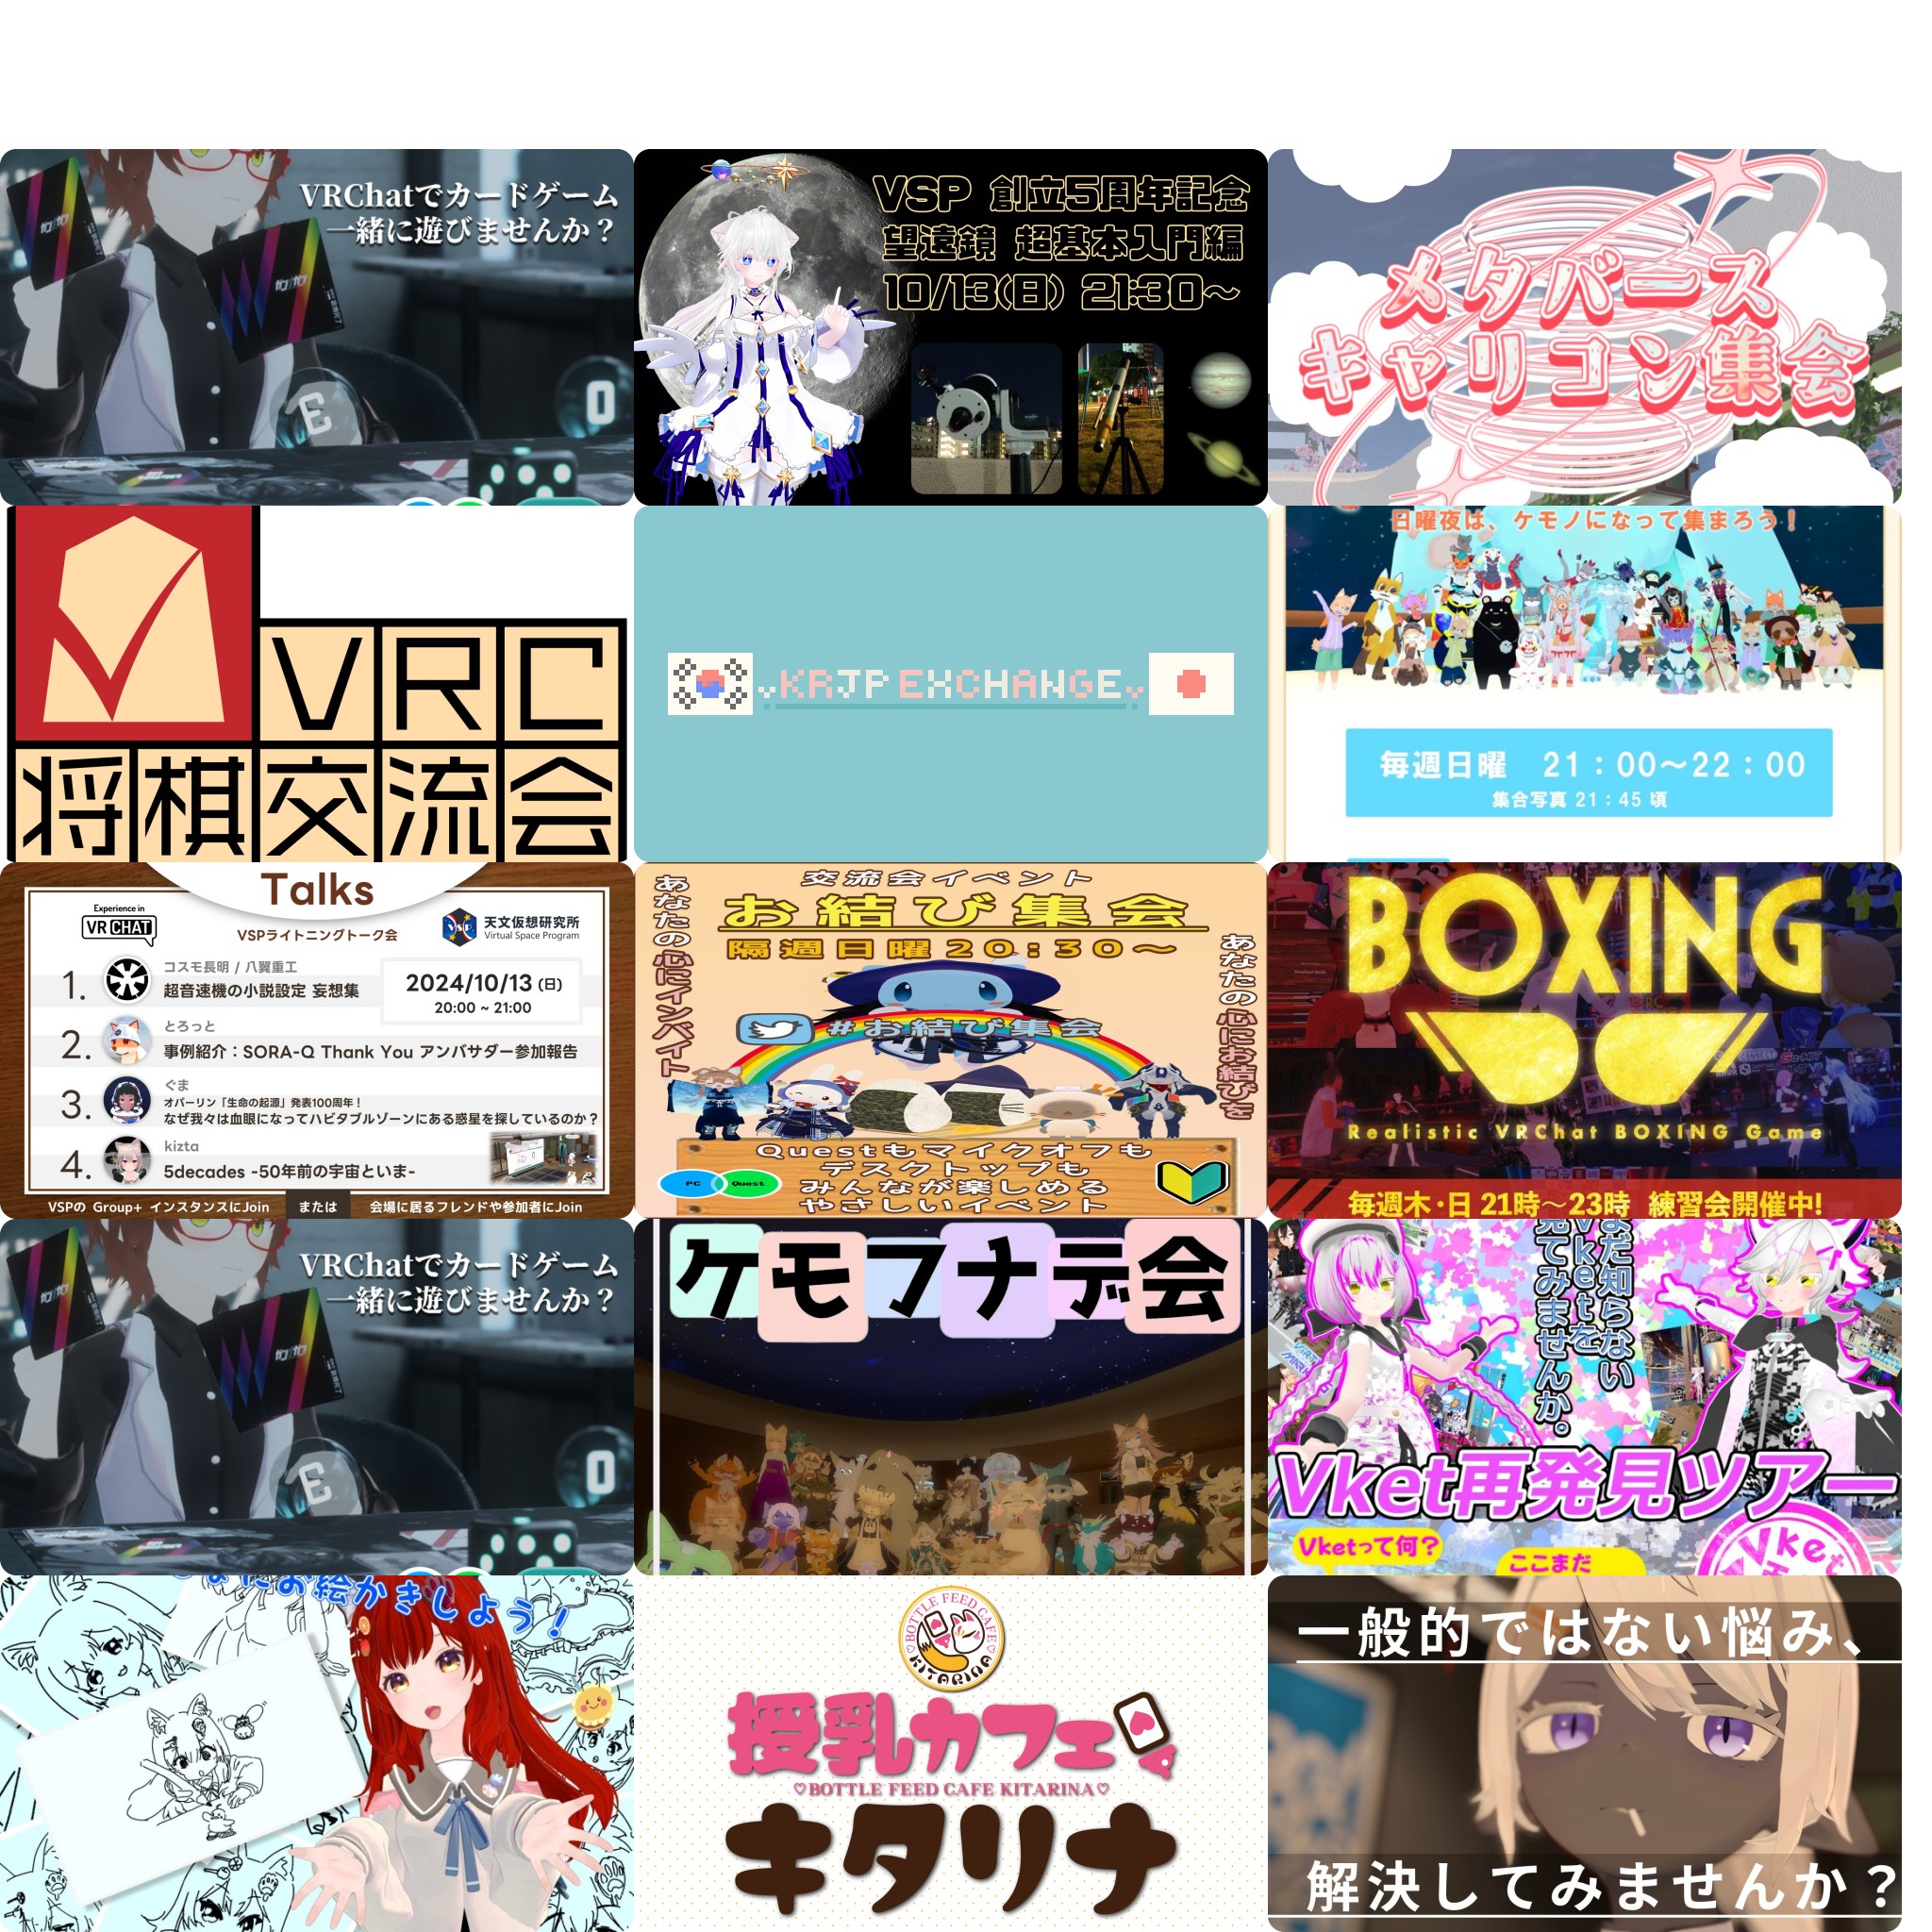 VRChatでカードゲーム
一緒に遊びませんか？
E
O
VSP 創立5周年記念
望遠鏡 超基本入門編
10/13(日) 21:30〜
メタバース
キャリコン集会
VRC
将棋交流会
KRJP EXCHANGE
日曜夜は、ケモノになって集まろう！
毎週日曜 21：00〜22：00
集合写真 21：45 頃
Talks
Experience in
VRCHAT
VSPライトニングトーク会
VSP
天文仮想研究所
Virtual Space Program
2024/10/13 (日)
20:00 ~ 21:00
1.
コスモ長明 / 八翼重工
超音速機の小説設定 妄想集
2.
とろっと
事例紹介：SORA-Q Thank You アンバサダー参加報告
3.
ぐま
オパーリン「生命の起源」発表100周年！
なぜ我々は血眼になってハビタブルゾーンにある惑星を探しているのか？
4.
kizta
5decades -50年前の宇宙といま-
VSPの Group+ インスタンスにJoin
または
会場に居るフレンドや参加者にJoin
交流会イベント
お結び集会
隔週日曜20:30〜
あなたの心にインバイト
あなたの心にお結びを
#お結び集会
Questもマイクオフも
デスクトップも
みんなが楽しめる
やさしいイベント
PC
Quest
BOXING
Realistic VRChat BOXING Game
毎週木・日 21時〜23時 練習会開催中!
VRChatでカードゲーム
一緒に遊びませんか？
E
O
ケモフナデ会
まだ知らない
Vketを
見てみませんか。
Vket再発見ツアー
Vketって何?
ここまだ
Vket
お絵かきしよう！
BOTTLE FEED CAFE
KITARINA
授乳カフェ
♡BOTTLE FEED CAFE KITARINA♡
キタリナ
一般的ではない悩み、
解決してみませんか？